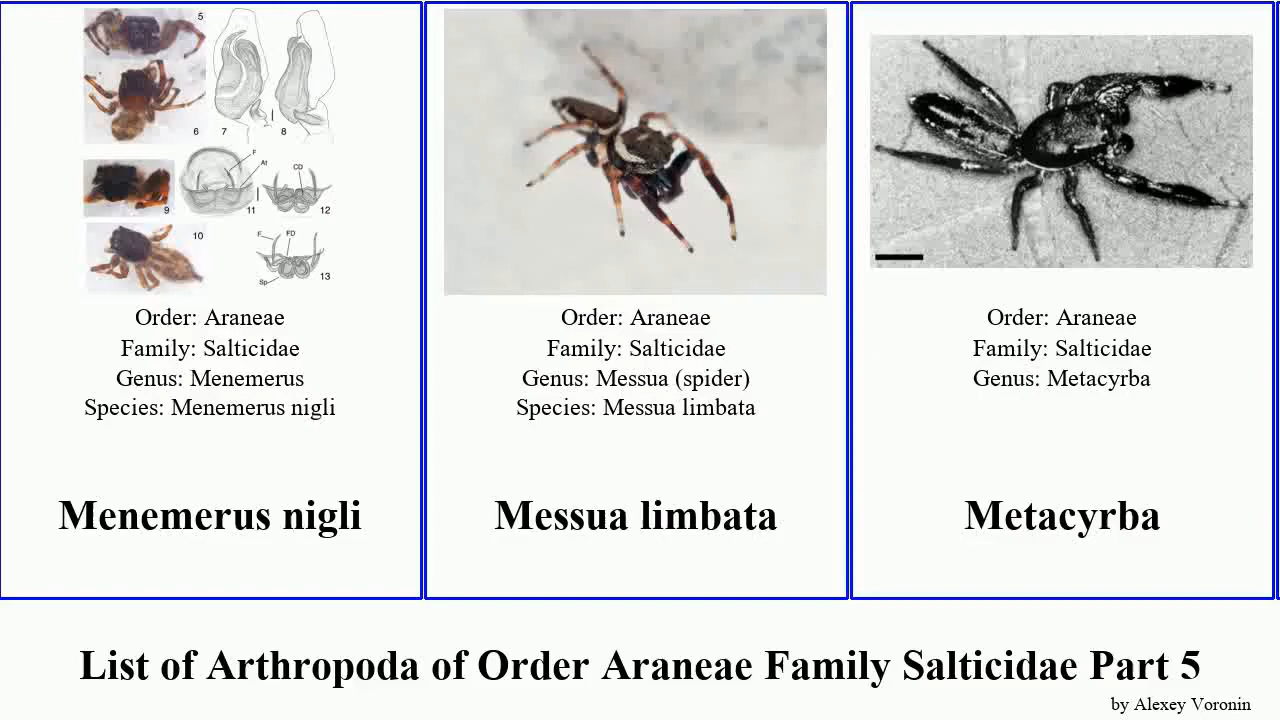 5
6
7
8
F
At
CD
9
11
12
10
F
FD
Sp
13
Order: Araneae
Family: Salticidae
Genus: Menemerus
Species: Menemerus nigli
Menemerus nigli
Order: Araneae
Family: Salticidae
Genus: Messua (spider)
Species: Messua limbata
Messua limbata
Order: Araneae
Family: Salticidae
Genus: Metacyrba
Metacyrba
List of Arthropoda of Order Araneae Family Salticidae Part 5
by Alexey Voronin